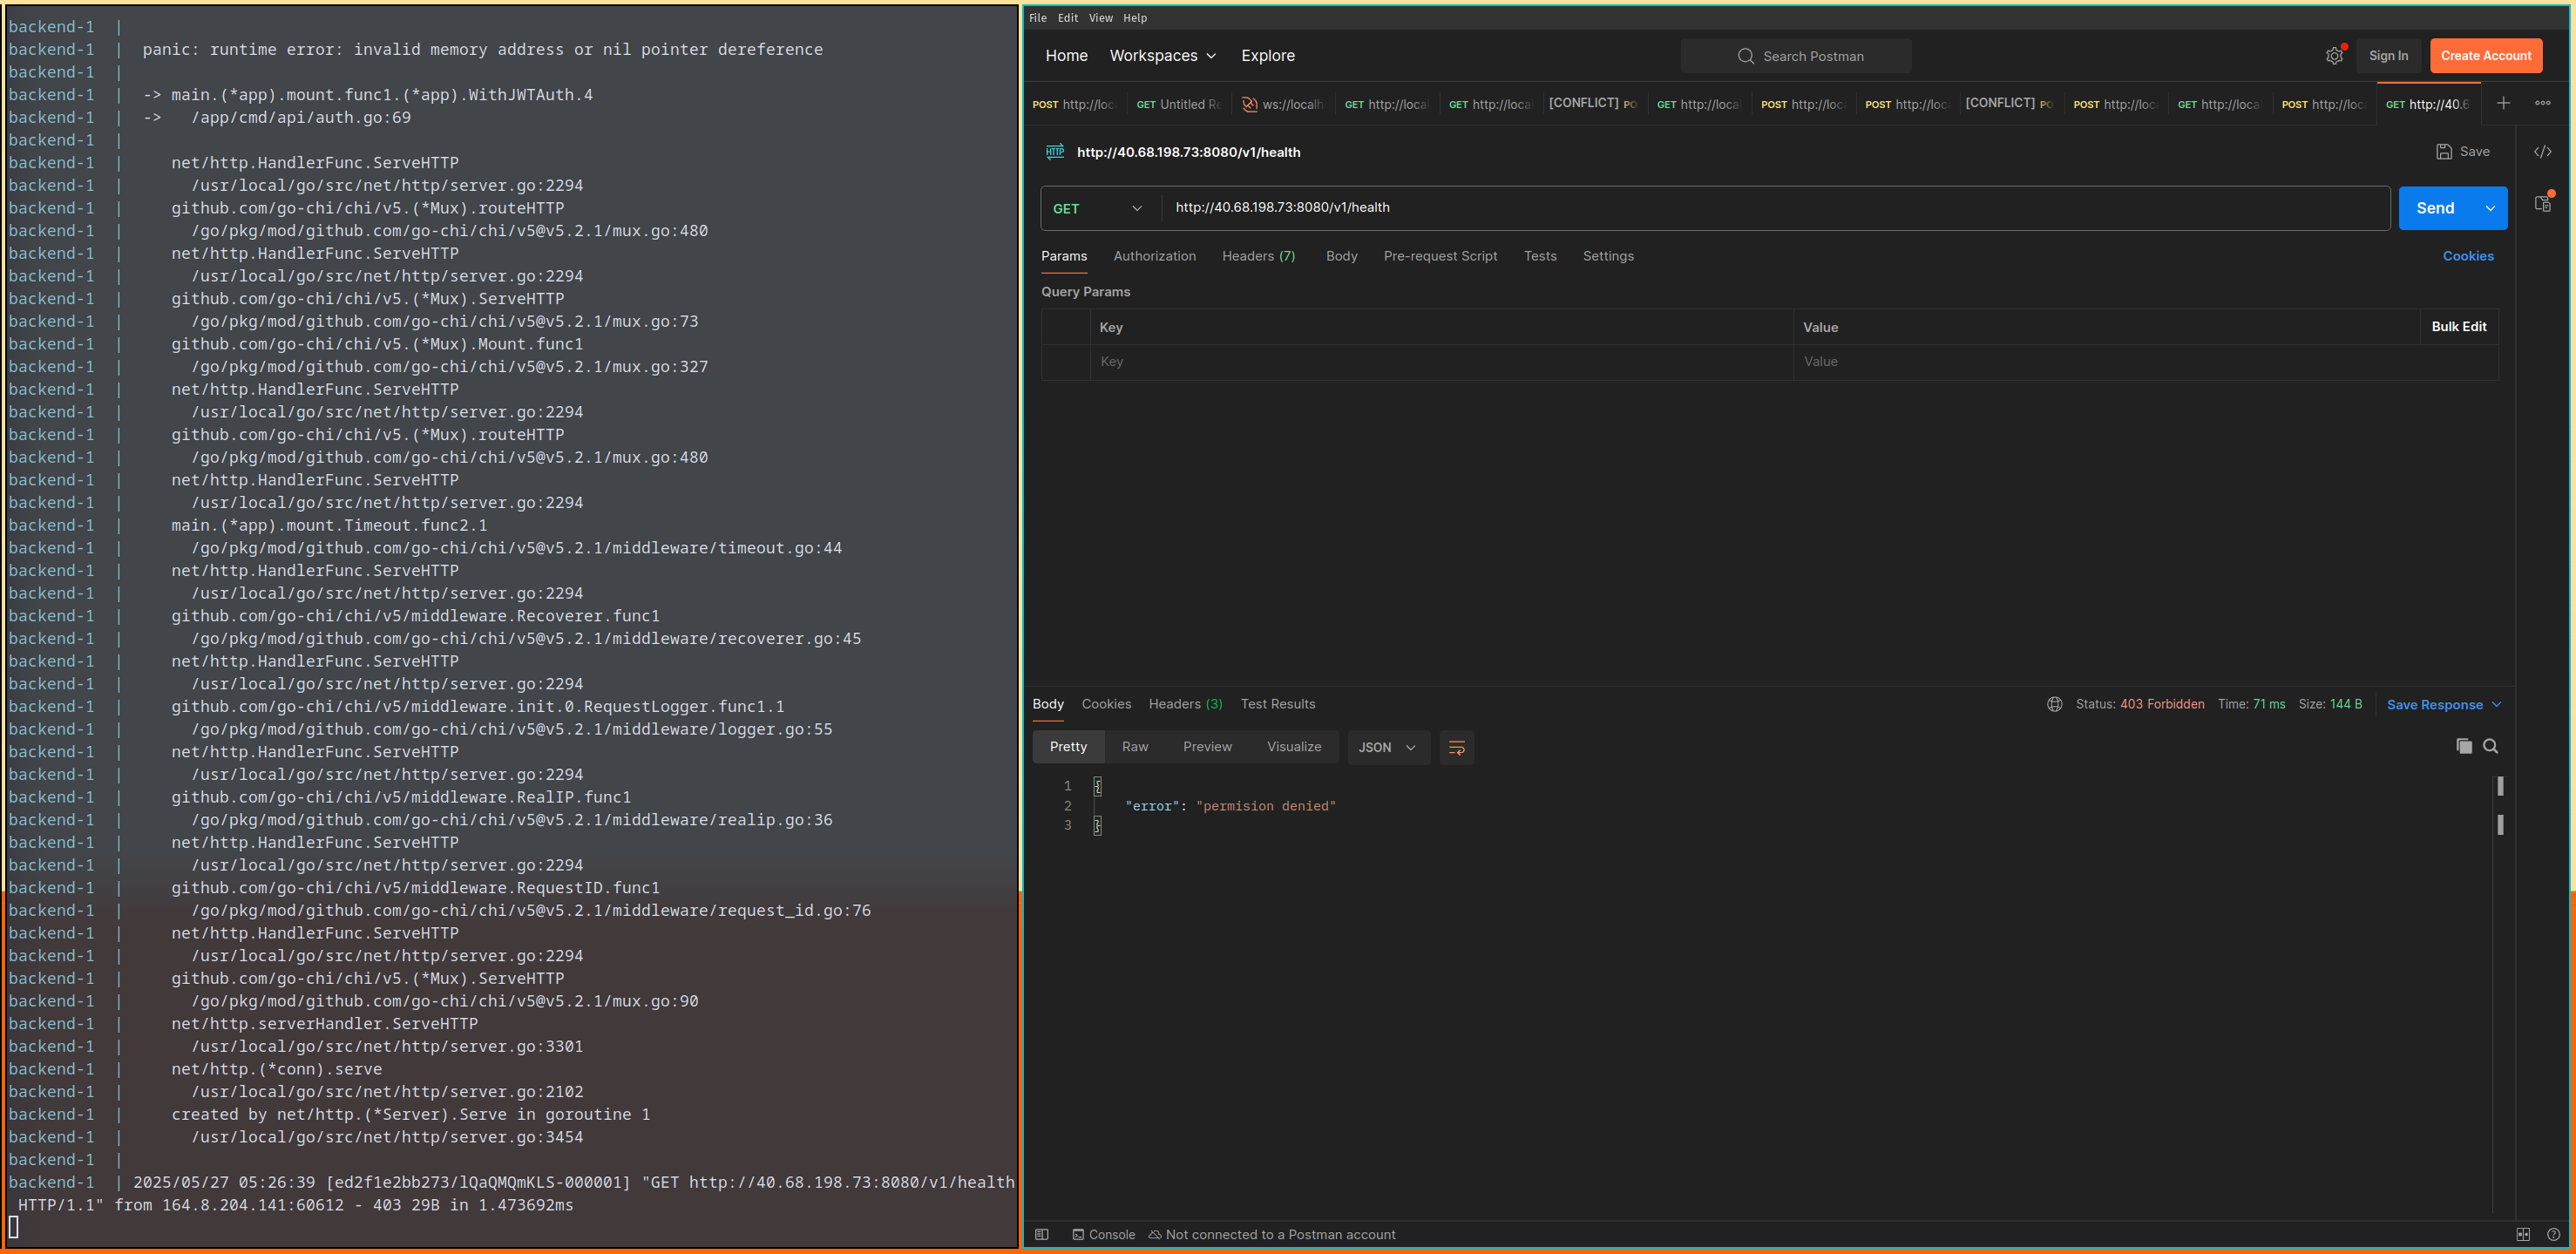 backend-1  |
backend-1  |  panic: runtime error: invalid memory address or nil pointer dereference
backend-1  |
backend-1  |  -> main.(*app).mount.func1.(*app).WithJWTAuth.4
backend-1  |  ->   /app/cmd/api/auth.go:69
backend-1  |
backend-1  |     net/http.HandlerFunc.ServeHTTP
backend-1  |       /usr/local/go/src/net/http/server.go:2294
backend-1  |     github.com/go-chi/chi/v5.(*Mux).routeHTTP
backend-1  |       /go/pkg/mod/github.com/go-chi/chi/v5@v5.2.1/mux.go:480
backend-1  |     net/http.HandlerFunc.ServeHTTP
backend-1  |       /usr/local/go/src/net/http/server.go:2294
backend-1  |     github.com/go-chi/chi/v5.(*Mux).ServeHTTP
backend-1  |       /go/pkg/mod/github.com/go-chi/chi/v5@v5.2.1/mux.go:73
backend-1  |     github.com/go-chi/chi/v5.(*Mux).Mount.func1
backend-1  |       /go/pkg/mod/github.com/go-chi/chi/v5@v5.2.1/mux.go:327
backend-1  |     net/http.HandlerFunc.ServeHTTP
backend-1  |       /usr/local/go/src/net/http/server.go:2294
backend-1  |     github.com/go-chi/chi/v5.(*Mux).routeHTTP
backend-1  |       /go/pkg/mod/github.com/go-chi/chi/v5@v5.2.1/mux.go:480
backend-1  |     net/http.HandlerFunc.ServeHTTP
backend-1  |       /usr/local/go/src/net/http/server.go:2294
backend-1  |     main.(*app).mount.Timeout.func2.1
backend-1  |       /go/pkg/mod/github.com/go-chi/chi/v5@v5.2.1/middleware/timeout.go:44
backend-1  |     net/http.HandlerFunc.ServeHTTP
backend-1  |       /usr/local/go/src/net/http/server.go:2294
backend-1  |     github.com/go-chi/chi/v5/middleware.Recoverer.func1
backend-1  |       /go/pkg/mod/github.com/go-chi/chi/v5@v5.2.1/middleware/recoverer.go:45
backend-1  |     net/http.HandlerFunc.ServeHTTP
backend-1  |       /usr/local/go/src/net/http/server.go:2294
backend-1  |     github.com/go-chi/chi/v5/middleware.init.0.RequestLogger.func1.1
backend-1  |       /go/pkg/mod/github.com/go-chi/chi/v5@v5.2.1/middleware/logger.go:55
backend-1  |     net/http.HandlerFunc.ServeHTTP
backend-1  |       /usr/local/go/src/net/http/server.go:2294
backend-1  |     github.com/go-chi/chi/v5/middleware.RealIP.func1
backend-1  |       /go/pkg/mod/github.com/go-chi/chi/v5@v5.2.1/middleware/realip.go:36
backend-1  |     net/http.HandlerFunc.ServeHTTP
backend-1  |       /usr/local/go/src/net/http/server.go:2294
backend-1  |     github.com/go-chi/chi/v5/middleware.RequestID.func1
backend-1  |       /go/pkg/mod/github.com/go-chi/chi/v5@v5.2.1/middleware/request_id.go:76
backend-1  |     net/http.HandlerFunc.ServeHTTP
backend-1  |       /usr/local/go/src/net/http/server.go:2294
backend-1  |     github.com/go-chi/chi/v5.(*Mux).ServeHTTP
backend-1  |       /go/pkg/mod/github.com/go-chi/chi/v5@v5.2.1/mux.go:90
backend-1  |     net/http.serverHandler.ServeHTTP
backend-1  |       /usr/local/go/src/net/http/server.go:3301
backend-1  |     net/http.(*conn).serve
backend-1  |       /usr/local/go/src/net/http/server.go:2102
backend-1  |     created by net/http.(*Server).Serve in goroutine 1
backend-1  |       /usr/local/go/src/net/http/server.go:3454
backend-1  |
backend-1  | 2025/05/27 05:26:39 [ed2f1e2bb273/lQaQMQmKLS-000001] "GET http://40.68.198.73:8080/v1/health
HTTP/1.1" from 164.8.204.141:60612 - 403 29B in 1.473692ms
File Edit View Help
Home Workspaces Explore Search Postman Sign In Create Account
POST http://loc GET Untitled Re ws://localh GET http://local GET http://local [CONFLICT] PO GET http://local POST http://loc POST http://loc [CONFLICT] PO POST http://loc GET http://local POST http://loc GET http://40.6
HTTP http://40.68.198.73:8080/v1/health Save </>
GET http://40.68.198.73:8080/v1/health Send
Params Authorization Headers (7) Body Pre-request Script Tests Settings Cookies
Query Params
Key Value Bulk Edit
Key Value
Body Cookies Headers (3) Test Results Status: 403 Forbidden Time: 71 ms Size: 144 B Save Response
Pretty Raw Preview Visualize JSON
1 {
2 "error": "permision denied"
3 }
Console Not connected to a Postman account